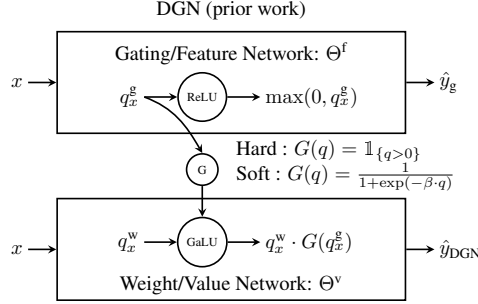 DGN (prior work)
Gating/Feature Network: Θ^f
x q_x^g ReLU max(0, q_x^g) ŷ_g
G
Hard : G(q) = 𝟙_{q>0}
Soft : G(q) = 1/(1+exp(−β·q))
x q_x^w GaLU q_x^w · G(q_x^g) ŷ_DGN
Weight/Value Network: Θ^v